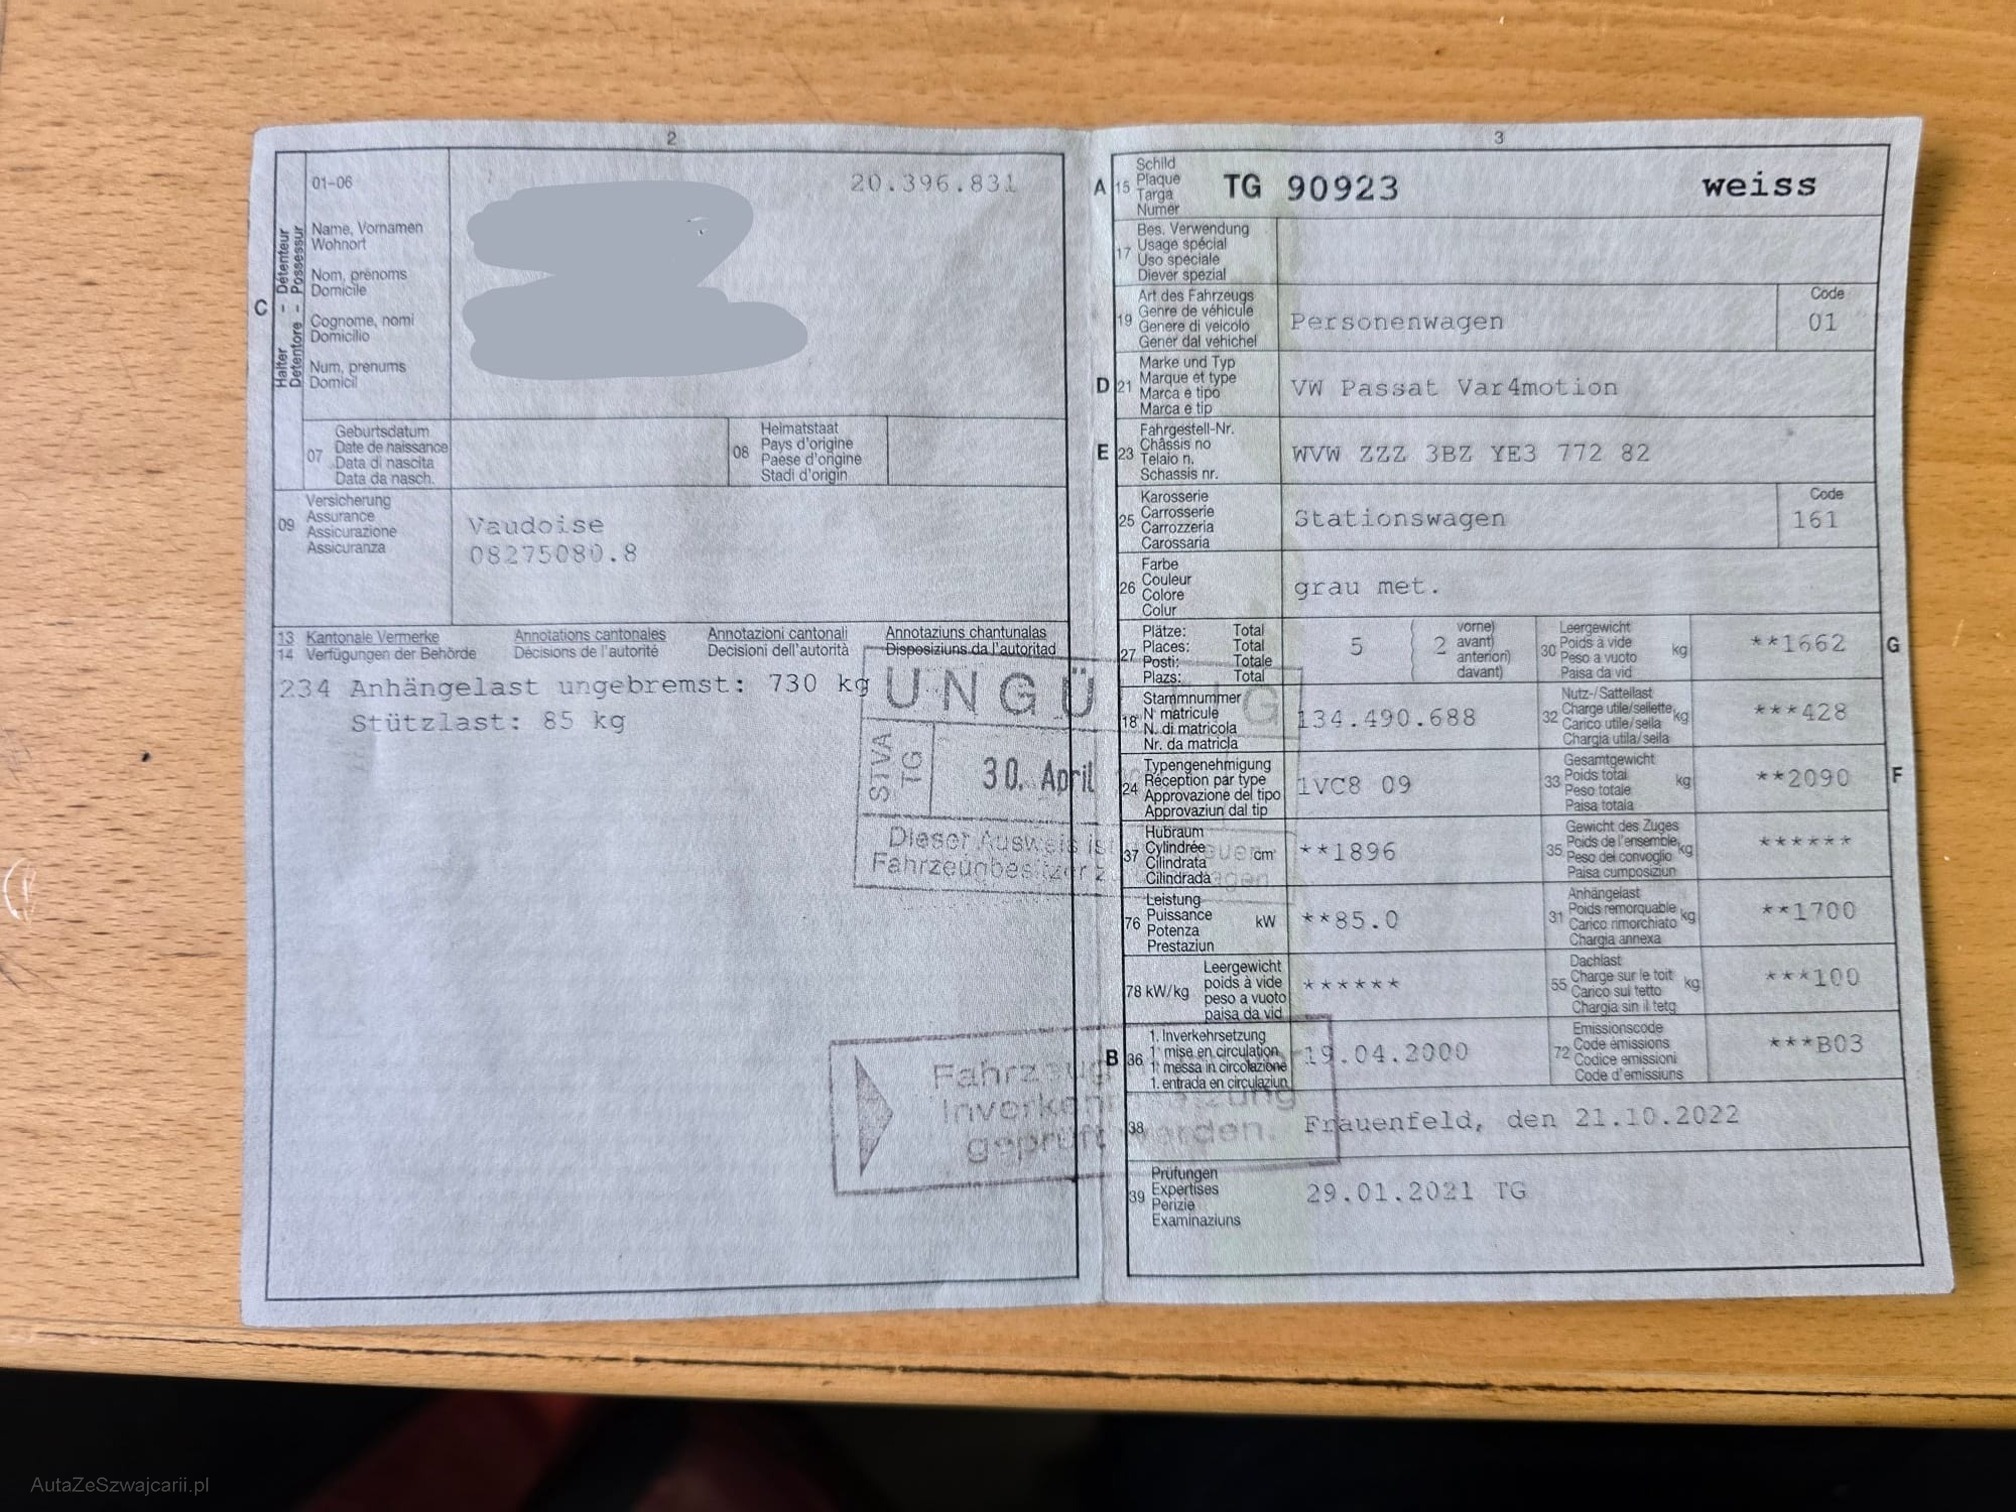 2
01-06
20.396.831
C
Halter - Détenteur
Detentore - Possessur
Name, Vornamen
Wohnort
Nom, prénoms
Domicile
Cognome, nomi
Domicilio
Num, prenums
Domicil
07
Geburtsdatum
Date de naissance
Data di nascita
Data da nasch.
08
Heimatstaat
Pays d'origine
Paese d'origine
Stadi d'origin
09
Versicherung
Assurance
Assicurazione
Assicuranza
Vaudoise
08275080.8
13 Kantonale Vermerke Annotations cantonales Annotazioni cantonali Annotaziuns chantunalas
14 Verfügungen der Behörde Décisions de l'autorité Decisioni dell'autorità Disposiziuns da l'autoritad
234 Anhängelast ungebremst: 730 kg
Stützlast: 85 kg
UNGÜ G
STVA
TG
30. April
Dieser Ausweis ist
Fahrzeugbesitzer
Fahrzeug
Inverkehrsetzung
geprüft werden.
3
A 15
Schild
Plaque
Targa
Numer
TG 90923 weiss
17
Bes. Verwendung
Usage spécial
Uso speciale
Diever spezial
19
Art des Fahrzeugs
Genre de véhicule
Genere di veicolo
Gener dal vehichel
Personenwagen
Code
01
D 21
Marke und Typ
Marque et type
Marca e tipo
Marca e tip
VW Passat Var4motion
E 23
Fahrgestell-Nr.
Châssis no
Telaio n.
Schassis nr.
WVW ZZZ 3BZ YE3 772 82
25
Karosserie
Carrosserie
Carrozzeria
Carossaria
Stationswagen
Code
161
26
Farbe
Couleur
Colore
Colur
grau met.
27
Plätze: Total
Places: Total
Posti: Totale
Plazs: Total
5
2
vorne)
avant)
anteriori)
davant)
30
Leergewicht
Poids à vide
Peso a vuoto
Paisa da vid
kg
**1662
G
18
Stammnummer
N° matricule
N. di matricola
Nr. da matricla
134.490.688
32
Nutz-/Sattellast
Charge utile/sellette
Carico utile/sella
Chargia utila/sella
kg
***428
24
Typengenehmigung
Réception par type
Approvazione del tipo
Approvaziun dal tip
1VC8 09
33
Gesamtgewicht
Poids total
Peso totale
Paisa totala
kg
**2090
F
37
Hubraum
Cylindrée
Cilindrata
Cilindrada
cm³
**1896
35
Gewicht des Zuges
Poids de l'ensemble
Peso del convoglio
Paisa cumposiziun
kg
******
76
Leistung
Puissance
Potenza
Prestaziun
kW
**85.0
31
Anhängelast
Poids remorquable
Carico rimorchiato
Chargia annexa
kg
**1700
78 kW/kg
Leergewicht
poids à vide
peso a vuoto
paisa da vid
******
55
Dachlast
Charge sur le toit
Carico sul tetto
Chargia sin il tetg
kg
***100
B 36
1. Inverkehrsetzung
1° mise en circulation
1° messa in circolazione
1. entrada en circulaziun
19.04.2000
72
Emissionscode
Code émissions
Codice emissioni
Code d'emissiuns
***B03
38
Frauenfeld, den 21.10.2022
39
Prüfungen
Expertises
Perizie
Examinaziuns
29.01.2021 TG
AutaZeSzwajcarii.pl